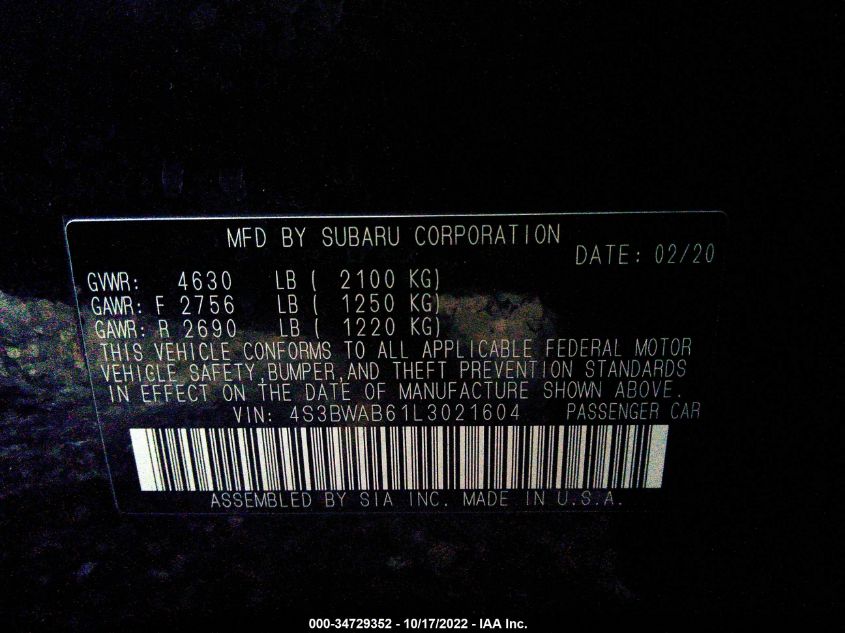 MFD BY SUBARU CORPORATION
DATE: 02/20
GVWR: 4630 LB ( 2100 KG)
GAWR: F 2756 LB ( 1250 KG)
GAWR: R 2690 LB ( 1220 KG)
THIS VEHICLE CONFORMS TO ALL APPLICABLE FEDERAL MOTOR
VEHICLE SAFETY,BUMPER,AND THEFT PREVENTION STANDARDS
IN EFFECT ON THE DATE OF MANUFACTURE SHOWN ABOVE.
VIN: 4S3BWAB61L3021604 PASSENGER CAR
ASSEMBLED BY SIA INC. MADE IN U.S.A.
000-34729352 - 10/17/2022 - IAA Inc.